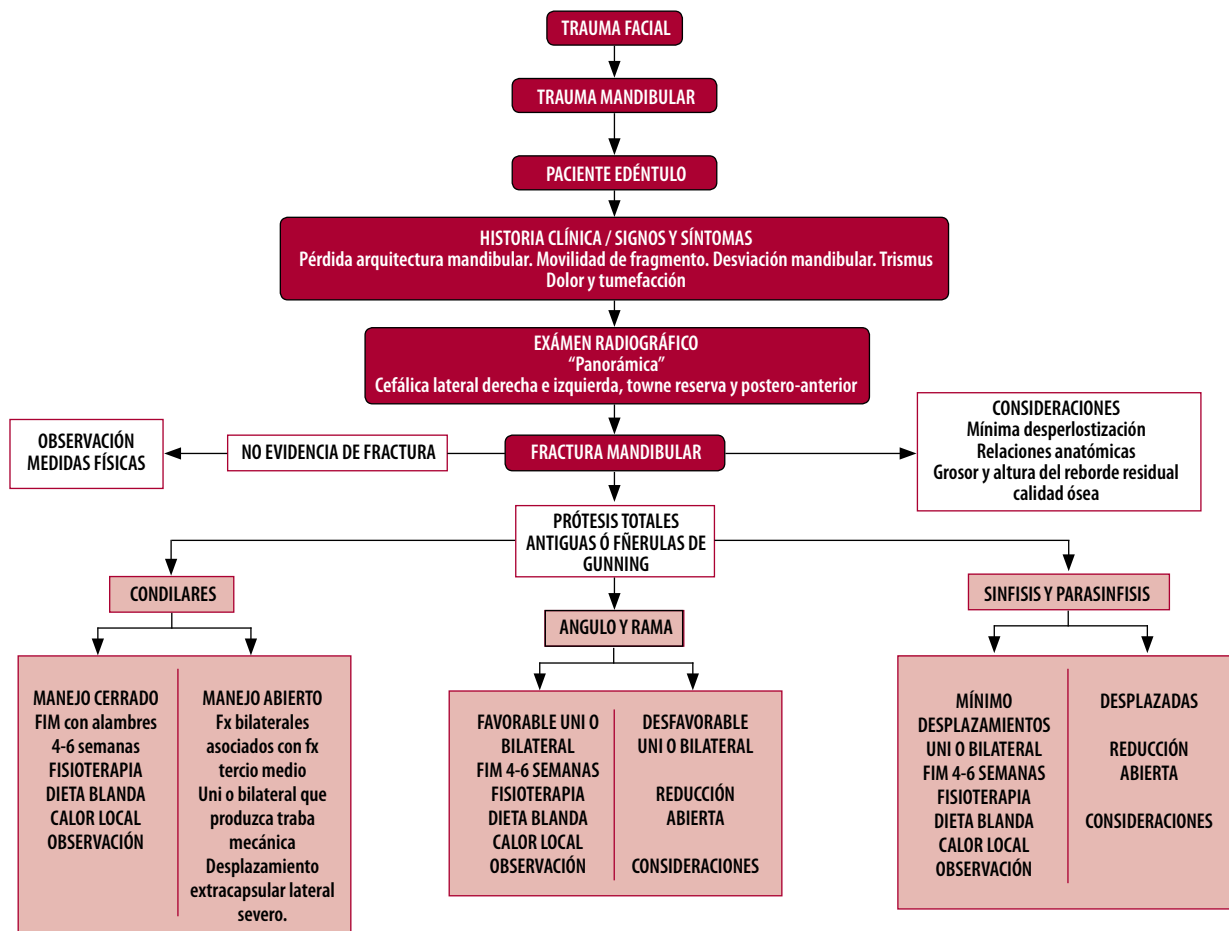 TRAUMA FACIAL
TRAUMA MANDIBULAR
PACIENTE EDÉNTULO
HISTORIA CLÍNICA / SIGNOS Y SÍNTOMAS
Pérdida arquitectura mandibular. Movilidad de fragmento. Desviación mandibular. Trismus
Dolor y tumefacción
EXÁMEN RADIOGRÁFICO
“Panorámica”
Cefálica lateral derecha e izquierda, towne reserva y postero-anterior
OBSERVACIÓN
MEDIDAS FÍSICAS
NO EVIDENCIA DE FRACTURA
FRACTURA MANDIBULAR
CONSIDERACIONES
Mínima desperlostización
Relaciones anatómicas
Grosor y altura del reborde residual
calidad ósea
PRÓTESIS TOTALES
ANTIGUAS Ó FÑERULAS DE
GUNNING
CONDILARES
MANEJO CERRADO
FIM con alambres
4-6 semanas
FISIOTERAPIA
DIETA BLANDA
CALOR LOCAL
OBSERVACIÓN
MANEJO ABIERTO
Fx bilaterales
asociados con fx
tercio medio
Uni o bilateral que
produzca traba
mecánica
Desplazamiento
extracapsular lateral
severo.
ANGULO Y RAMA
FAVORABLE UNI O
BILATERAL
FIM 4-6 SEMANAS
FISIOTERAPIA
DIETA BLANDA
CALOR LOCAL
OBSERVACIÓN
DESFAVORABLE
UNI O BILATERAL
REDUCCIÓN
ABIERTA
CONSIDERACIONES
SINFISIS Y PARASINFISIS
MÍNIMO
DESPLAZAMIENTOS
UNI O BILATERAL
FIM 4-6 SEMANAS
FISIOTERAPIA
DIETA BLANDA
CALOR LOCAL
OBSERVACIÓN
DESPLAZADAS
REDUCCIÓN
ABIERTA
CONSIDERACIONES